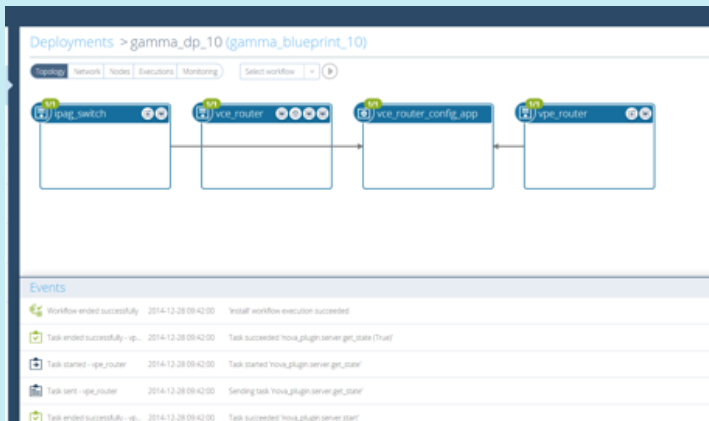 Deployments > gamma_dp_10 (gamma_blueprint_10)
Topology Network Nodes Executions Monitoring Select workflow
1/1 1/1 1/1 1/1
ipag_switch vce_router vce_router_config_app vpe_router
Events
Workflow ended successfully 2014-12-28 09:42:00 'install' workflow execution succeeded
Task ended successfully - vp... 2014-12-28 09:42:00 Task succeeded 'nova_plugin.server.get_state (True)'
Task started - vpe_router 2014-12-28 09:42:00 Task started 'nova_plugin.server.get_state'
Task sent - vpe_router 2014-12-28 09:42:00 Sending task 'nova_plugin.server.get_state'
Task ended successfully - vp... 2014-12-28 09:42:00 Task succeeded 'nova_plugin.server.start'